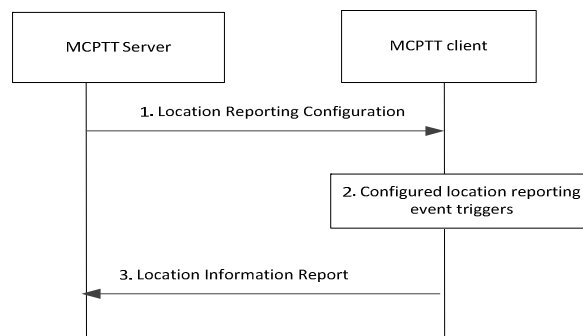 MCPTT Server
MCPTT client
1. Location Reporting Configuration
2. Configured location reporting
event triggers
3. Location Information Report